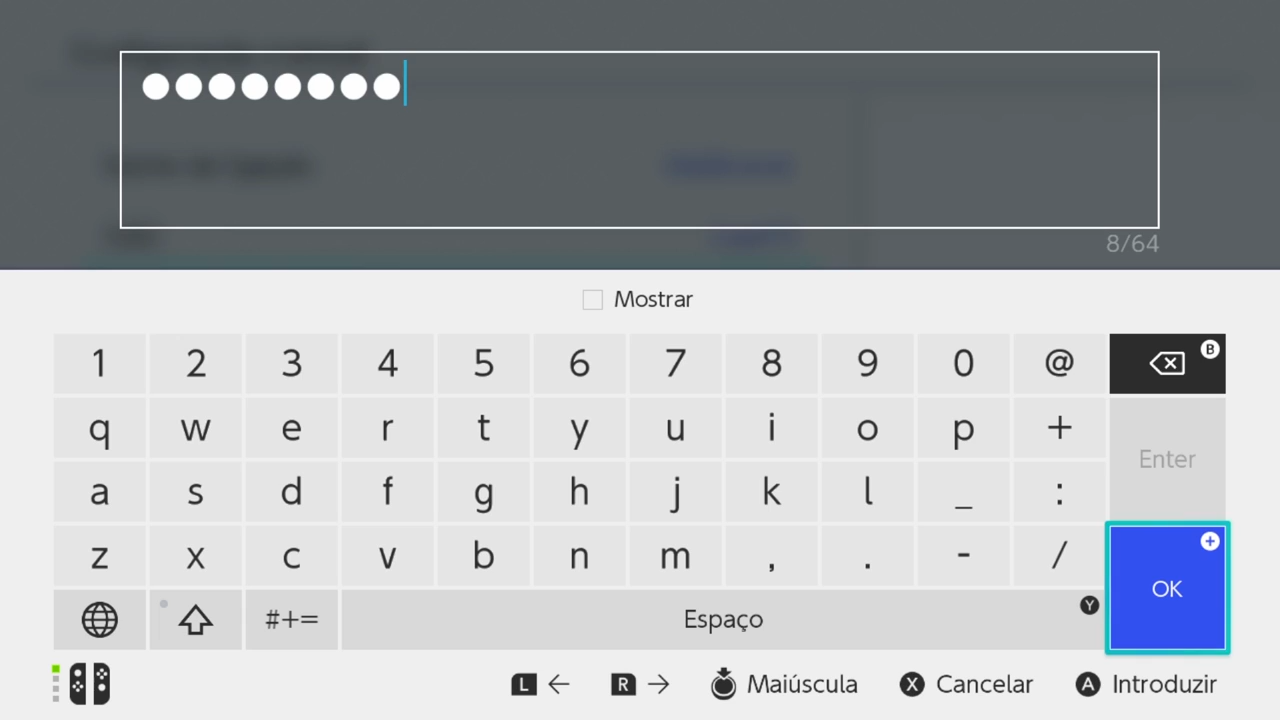 ●●●●●●●●
8/64
Mostrar
1 2 3 4 5 6 7 8 9 0 @ B
q w e r t y u i o p +
Enter
a s d f g h j k l _ :
z x c v b n m , . - / +
OK
#+= Espaço Y
L ← R → Maiúscula X Cancelar A Introduzir